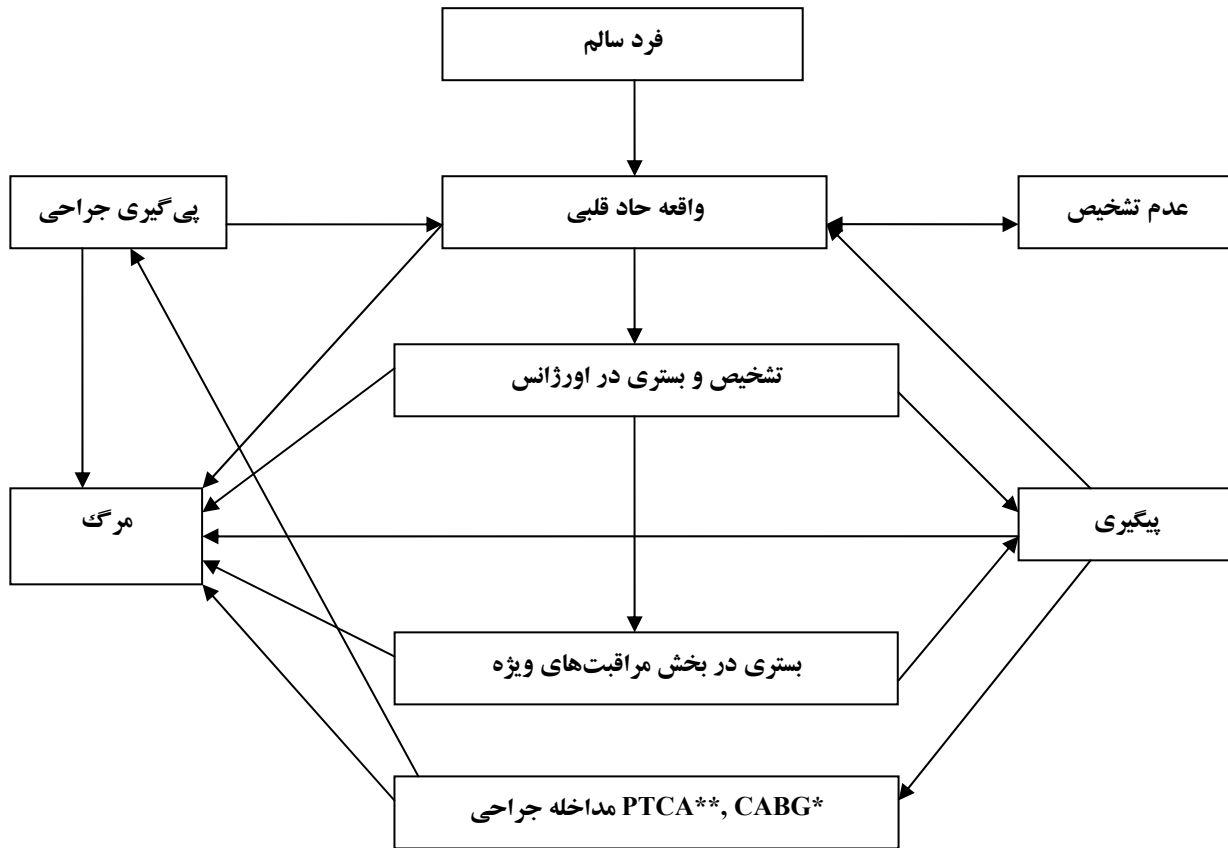 فرد سالم
پی‌گیری جراحی
واقعه حاد قلبی
عدم تشخیص
تشخیص و بستری در اورژانس
مرگ
پیگیری
بستری در بخش مراقبت‌های ویژه
مداخله جراحی PTCA**, CABG*